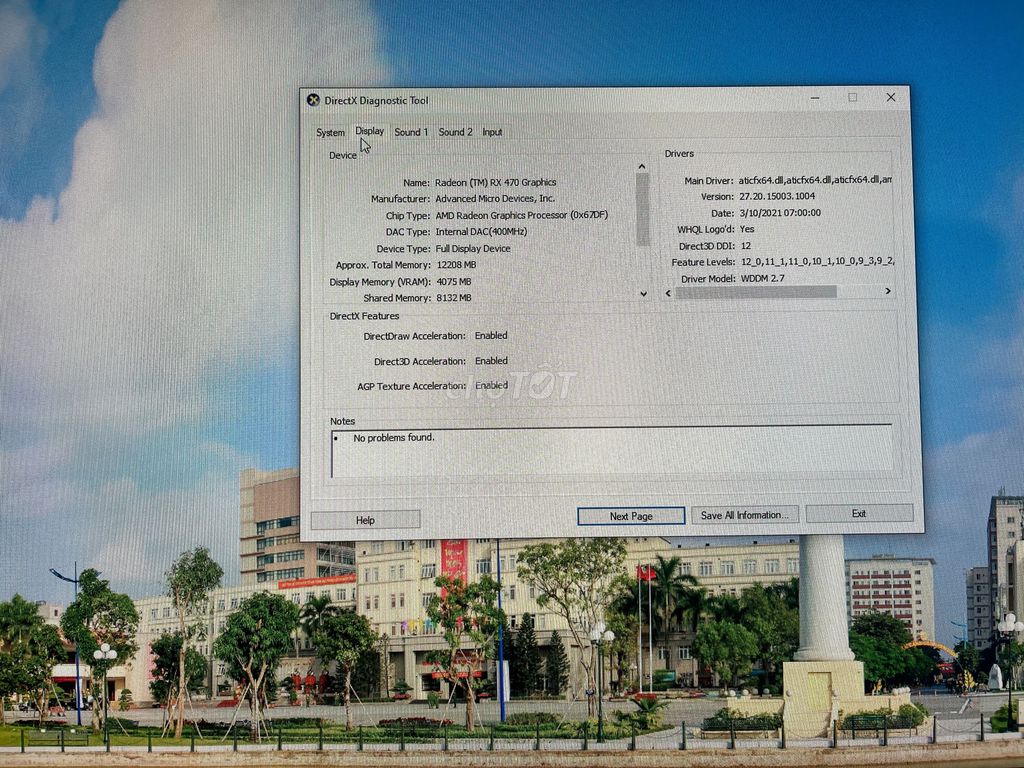 DirectX Diagnostic Tool
System Display Sound 1 Sound 2 Input
Device
Name: Radeon (TM) RX 470 Graphics
Manufacturer: Advanced Micro Devices, Inc.
Chip Type: AMD Radeon Graphics Processor (0x67DF)
DAC Type: Internal DAC(400MHz)
Device Type: Full Display Device
Approx. Total Memory: 12208 MB
Display Memory (VRAM): 4075 MB
Shared Memory: 8132 MB
Drivers
Main Driver: aticfx64.dll,aticfx64.dll,aticfx64.dll,am
Version: 27.20.15003.1004
Date: 3/10/2021 07:00:00
WHQL Logo'd: Yes
Direct3D DDI: 12
Feature Levels: 12_0,11_1,11_0,10_1,10_0,9_3,9_2,
Driver Model: WDDM 2.7
DirectX Features
DirectDraw Acceleration: Enabled
Direct3D Acceleration: Enabled
AGP Texture Acceleration: Enabled
chợTỐT
Notes
No problems found.
Help Next Page Save All Information... Exit